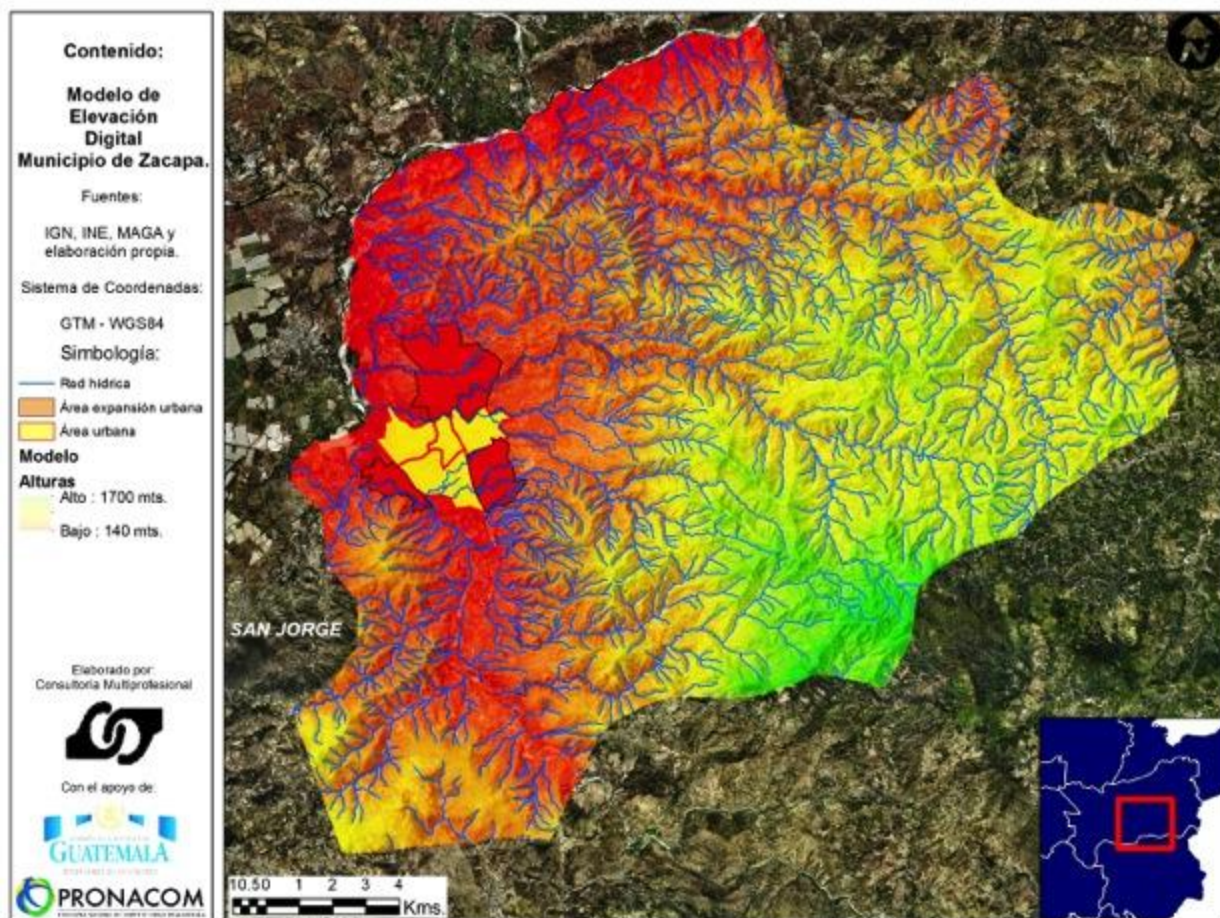 Contenido:
Modelo de
Elevación
Digital
Municipio de Zacapa.
Fuentes:
IGN, INE, MAGA y
elaboración propia.
Sistema de Coordenadas:
GTM - WGS84
Simbología:
Red hídrica
Área expansión urbana
Área urbana
Modelo
Alturas
Alto : 1700 mts.
Bajo : 140 mts.
Elaborado por:
Consultoría Multiprofesional
Con el apoyo de:
GUATEMALA
PRONACOM
SAN JORGE
N
10.50 1 2 3 4
Kms.